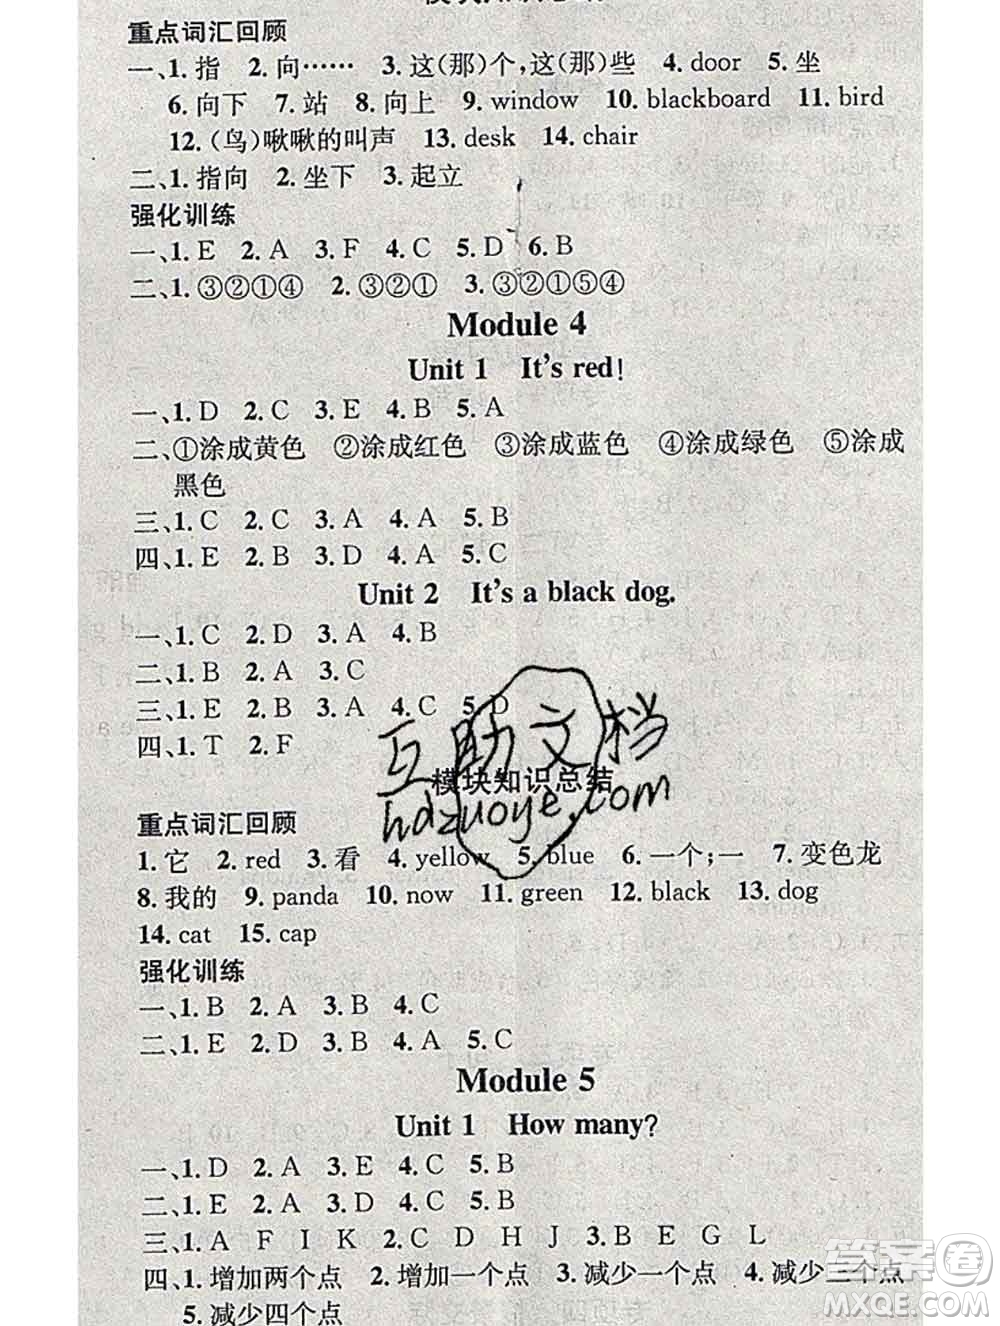 模块知识总结
重点词汇回顾
一、1. 指 2. 向…… 3. 这(那)个,这(那)些 4. door 5. 坐
6. 向下 7. 站 8. 向上 9. window 10. blackboard 11. bird
12. (鸟)啾啾的叫声 13. desk 14. chair
二、1. 指向 2. 坐下 3. 起立
强化训练
一、1. E 2. A 3. F 4. C 5. D 6. B
二、1. ③②①④ 2. ③②① 3. ③②①⑤④
Module 4
Unit 1 It's red!
一、1. D 2. C 3. E 4. B 5. A
二、①涂成黄色 ②涂成红色 ③涂成蓝色 ④涂成绿色 ⑤涂成
黑色
三、1. C 2. C 3. A 4. A 5. B
四、1. E 2. B 3. D 4. A 5. C
Unit 2 It's a black dog.
一、1. C 2. D 3. A 4. B
二、1. B 2. A 3. C
三、1. E 2. B 3. A 4. C 5. D
四、1. T 2. F
互助文档
模块知识总结
hdzuoye.com
重点词汇回顾
1. 它 2. red 3. 看 4. yellow 5. blue 6. 一个;一 7. 变色龙
8. 我的 9. panda 10. now 11. green 12. black 13. dog
14. cat 15. cap
强化训练
一、1. B 2. A 3. B 4. C
二、1. E 2. D 3. B 4. A 5. C
Module 5
Unit 1 How many?
一、1. D 2. A 3. E 4. C 5. B
二、1. E 2. A 3. D 4. C 5. B
三、1. A F I K 2. C D H J 3. B E G L
四、1. 增加两个点 2. 增加一个点 3. 减少一个点 4. 减少三个点
5. 减少四个点
答案圈
MXQE.COM